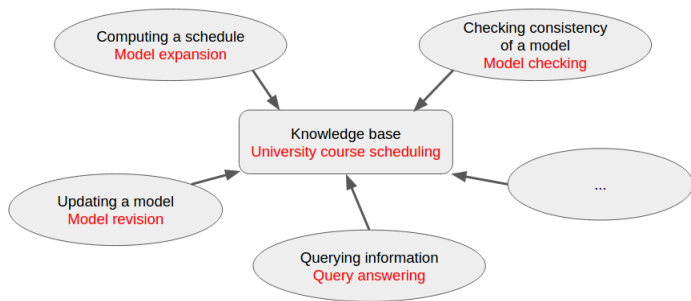 Computing a schedule
Model expansion
Checking consistency
of a model
Model checking
Knowledge base
University course scheduling
Updating a model
Model revision
...
Querying information
Query answering